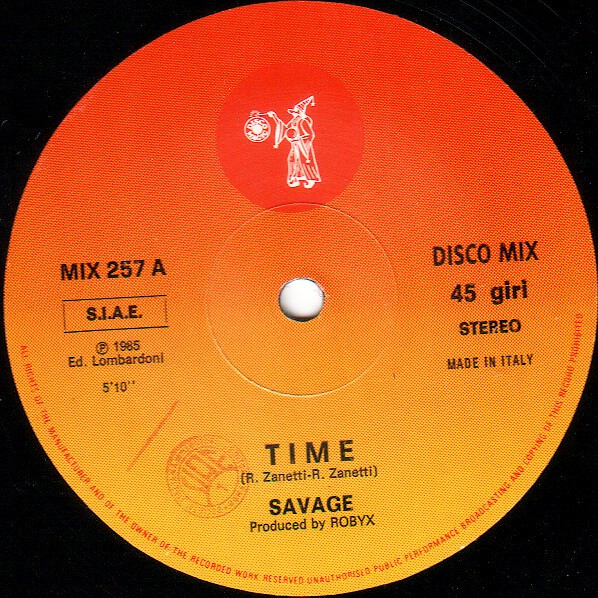 MIX 257 A
S.I.A.E.
℗ 1985
Ed. Lombardoni
5'10''
DISCO MIX
45 giri
STEREO
MADE IN ITALY
TIME
(R. Zanetti-R. Zanetti)
SAVAGE
Produced by ROBYX
ALL RIGHTS OF THE MANUFACTURER AND OF THE OWNER OF THE RECORDED WORK RESERVED UNAUTHORISED PUBLIC PERFORMANCE BROADCASTING AND COPYING OF THIS RECORD PROHIBITED